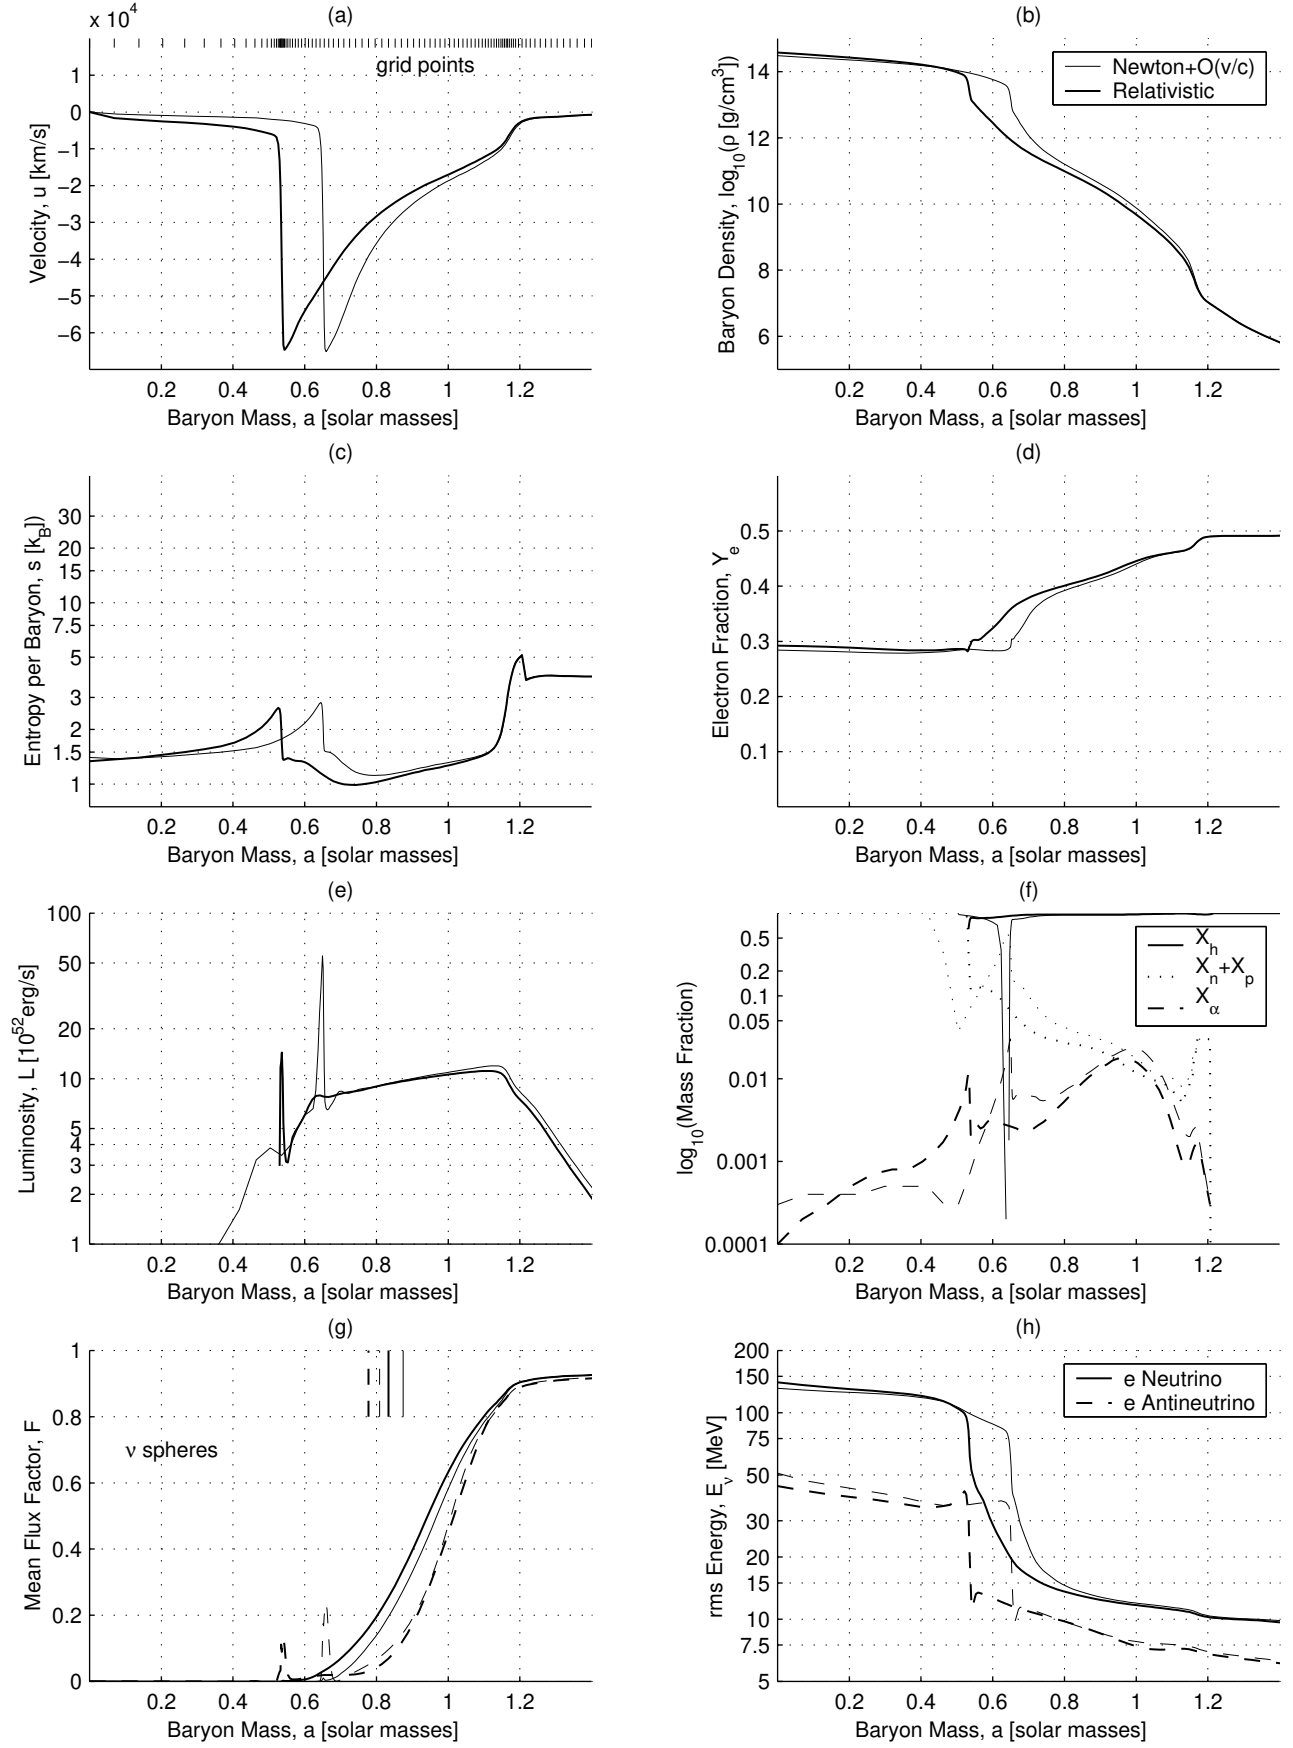 (a)
x 10^4
grid points
1
0
−1
−2
−3
−4
−5
−6
Velocity, u [km/s]
0.2 0.4 0.6 0.8 1 1.2
Baryon Mass, a [solar masses]
(b)
Newton+O(v/c)
Relativistic
14
12
10
8
6
Baryon Density, log10(ρ [g/cm3])
0.2 0.4 0.6 0.8 1 1.2
Baryon Mass, a [solar masses]
(c)
30
20
15
10
7.5
5
3
2
1.5
1
Entropy per Baryon, s [kB])
0.2 0.4 0.6 0.8 1 1.2
Baryon Mass, a [solar masses]
(d)
0.5
0.4
0.3
0.2
0.1
Electron Fraction, Ye
0.2 0.4 0.6 0.8 1 1.2
Baryon Mass, a [solar masses]
(e)
100
50
20
10
5
4
3
2
1
Luminosity, L [10^52erg/s]
0.2 0.4 0.6 0.8 1 1.2
Baryon Mass, a [solar masses]
(f)
Xh
Xn+Xp
Xα
0.5
0.2
0.1
0.05
0.01
0.001
0.0001
log10(Mass Fraction)
0.2 0.4 0.6 0.8 1 1.2
Baryon Mass, a [solar masses]
(g)
1
0.8
0.6
0.4
0.2
0
ν spheres
Mean Flux Factor, F
0.2 0.4 0.6 0.8 1 1.2
Baryon Mass, a [solar masses]
(h)
e Neutrino
e Antineutrino
200
150
100
75
50
30
20
15
10
7.5
5
rms Energy, Eν [MeV]
0.2 0.4 0.6 0.8 1 1.2
Baryon Mass, a [solar masses]